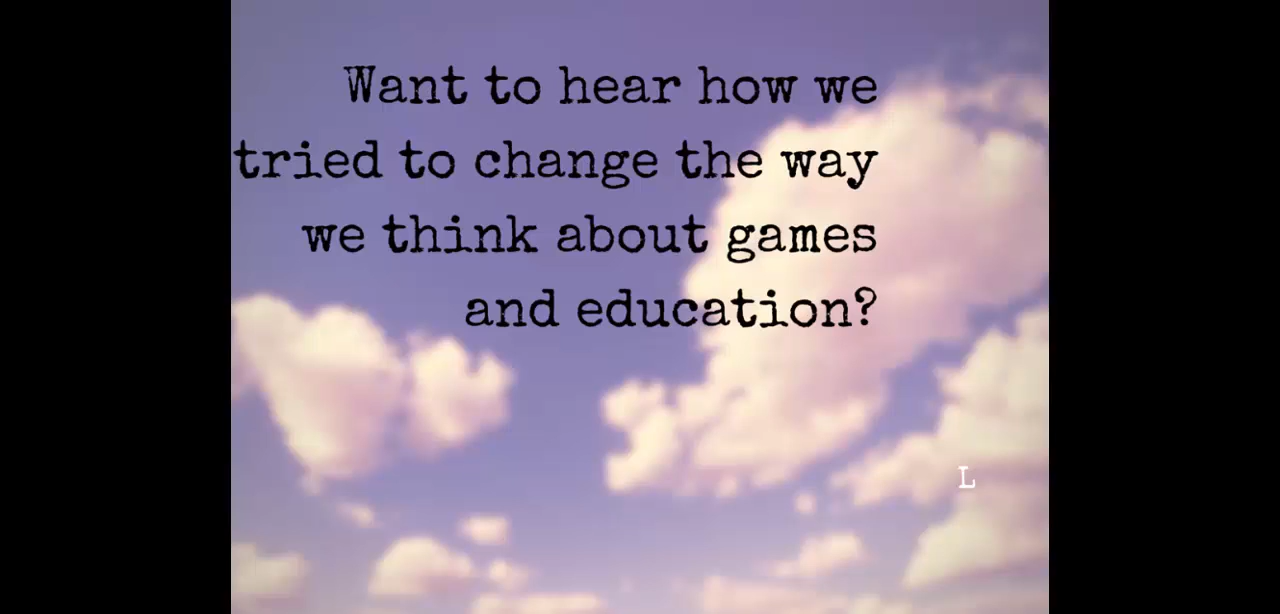 Want to hear how we
tried to change the way
we think about games
and education?
L